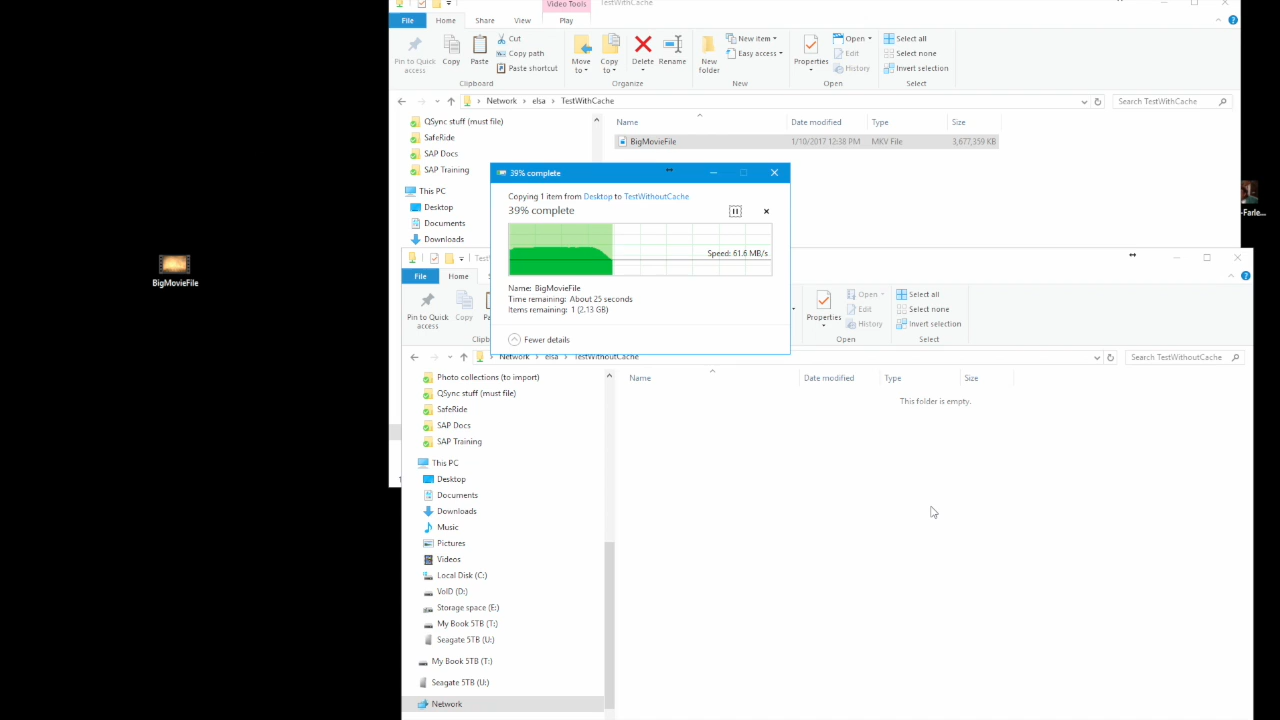 Video Tools
TestWithCache
File Home Share View Play
Pin to Quick access
Copy
Paste
Cut
Copy path
Paste shortcut
Clipboard
Move to
Copy to
Delete
Rename
Organize
New folder
New item
Easy access
New
Properties
Open
Edit
History
Open
Select all
Select none
Invert selection
Select
Network > elsa > TestWithCache
Search TestWithCache
QSync stuff (must file)
SafeRide
SAP Docs
SAP Training
This PC
Desktop
Documents
Downloads
Name Date modified Type Size
BigMovieFile 1/10/2017 12:38 PM MKV File 3,677,359 KB
BigMovieFile
39% complete
Copying 1 item from Desktop to TestWithoutCache
39% complete
Speed: 61.6 MB/s
Name: BigMovieFile
Time remaining: About 25 seconds
Items remaining: 1 (2.13 GB)
Fewer details
File Home
Pin to Quick access
Copy
Properties
Open
Edit
History
Open
Select all
Select none
Invert selection
Select
Network > elsa > TestWithoutCache
Search TestWithoutCache
Photo collections (to import)
QSync stuff (must file)
SafeRide
SAP Docs
SAP Training
This PC
Desktop
Documents
Downloads
Music
Pictures
Videos
Local Disk (C:)
VoID (D:)
Storage space (E:)
My Book 5TB (T:)
Seagate 5TB (U:)
My Book 5TB (T:)
Seagate 5TB (U:)
Network
Name Date modified Type Size
This folder is empty.